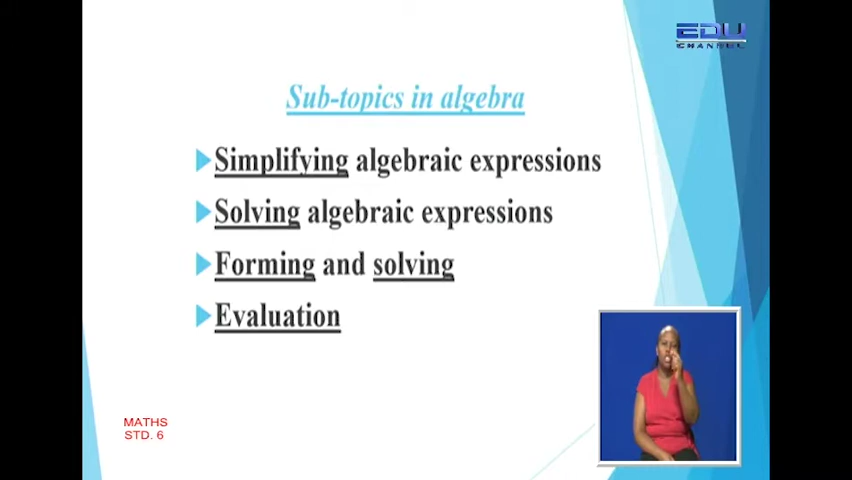 EDU
CHANNEL
Sub-topics in algebra
Simplifying algebraic expressions
Solving algebraic expressions
Forming and solving
Evaluation
MATHS
STD. 6